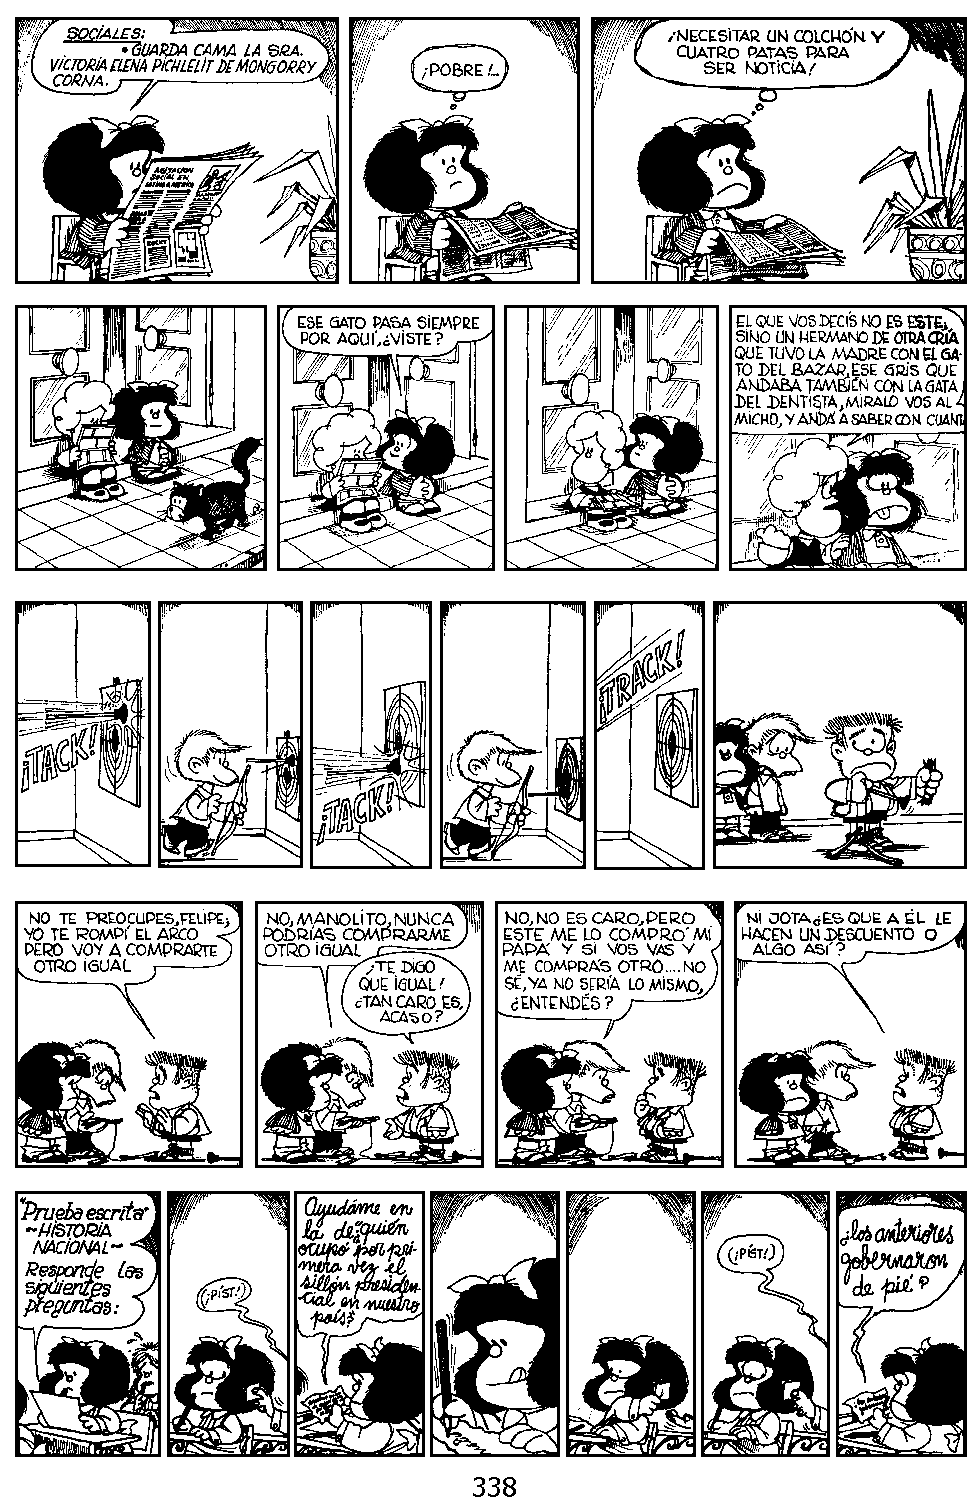 SOCIALES:
• GUARDA CAMA LA SRA.
VICTORIA ELENA PICHLELIT DE MONGORRY
CORNA.
AGITACION
SOCIAL EN
LATINOAMERICA
¡POBRE!...
¡NECESITAR UN COLCHÓN Y
CUATRO PATAS PARA
SER NOTICIA!
ESE GATO PASA SIEMPRE
POR AQUÍ, ¿VISTE?
EL QUE VOS DECÍS NO ES ESTE,
SINO UN HERMANO DE OTRA CRÍA
QUE TUVO LA MADRE CON EL GA-
TO DEL BAZAR, ESE GRIS QUE
ANDABA TAMBIÉN CON LA GATA
DEL DENTISTA, MIRALO VOS AL
MICHO, Y ANDÁ A SABER CON CUANT
¡TACK!
¡TACK!
¡TRACK!
NO TE PREOCUPES, FELIPE;
YO TE ROMPÍ EL ARCO
PERO VOY A COMPRARTE
OTRO IGUAL
NO, MANOLITO, NUNCA
PODRÍAS COMPRARME
OTRO IGUAL
¡TE DIGO
QUE IGUAL!
¿TAN CARO ES,
ACASO?
NO, NO ES CARO, PERO
ESTE ME LO COMPRÓ MI
PAPÁ Y SI VOS VAS Y
ME COMPRÁS OTRO....NO
SÉ, YA NO SERÍA LO MISMO,
¿ENTENDÉS?
NI JOTA ¿ES QUE A ÉL LE
HACEN UN DESCUENTO O
ALGO ASÍ?
"Prueba escrita"
~HISTORIA
NACIONAL~
Responde las
siguientes
preguntas:
(¡PÍST!)
Ayudáme en
la de "quién
ocupó por pri-
mera vez el
sillón presiden-
cial en nuestro
país?
(¡PÍST!)
¿los anteriores
gobernaron
de pie?
338